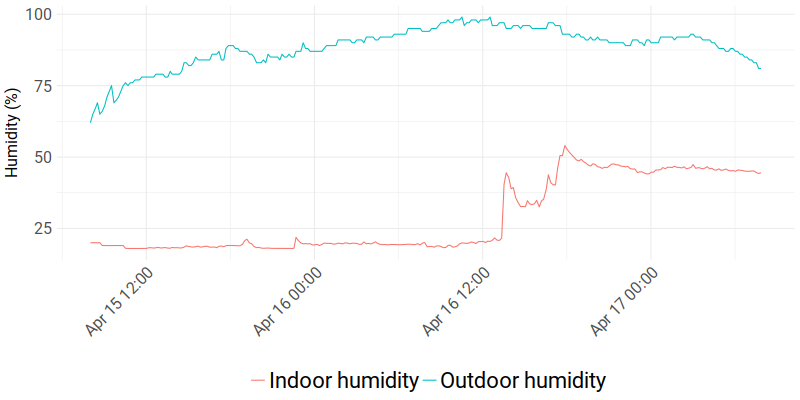 Humidity (%)
100
75
50
25
Apr 15 12:00
Apr 16 00:00
Apr 16 12:00
Apr 17 00:00
Indoor humidity Outdoor humidity